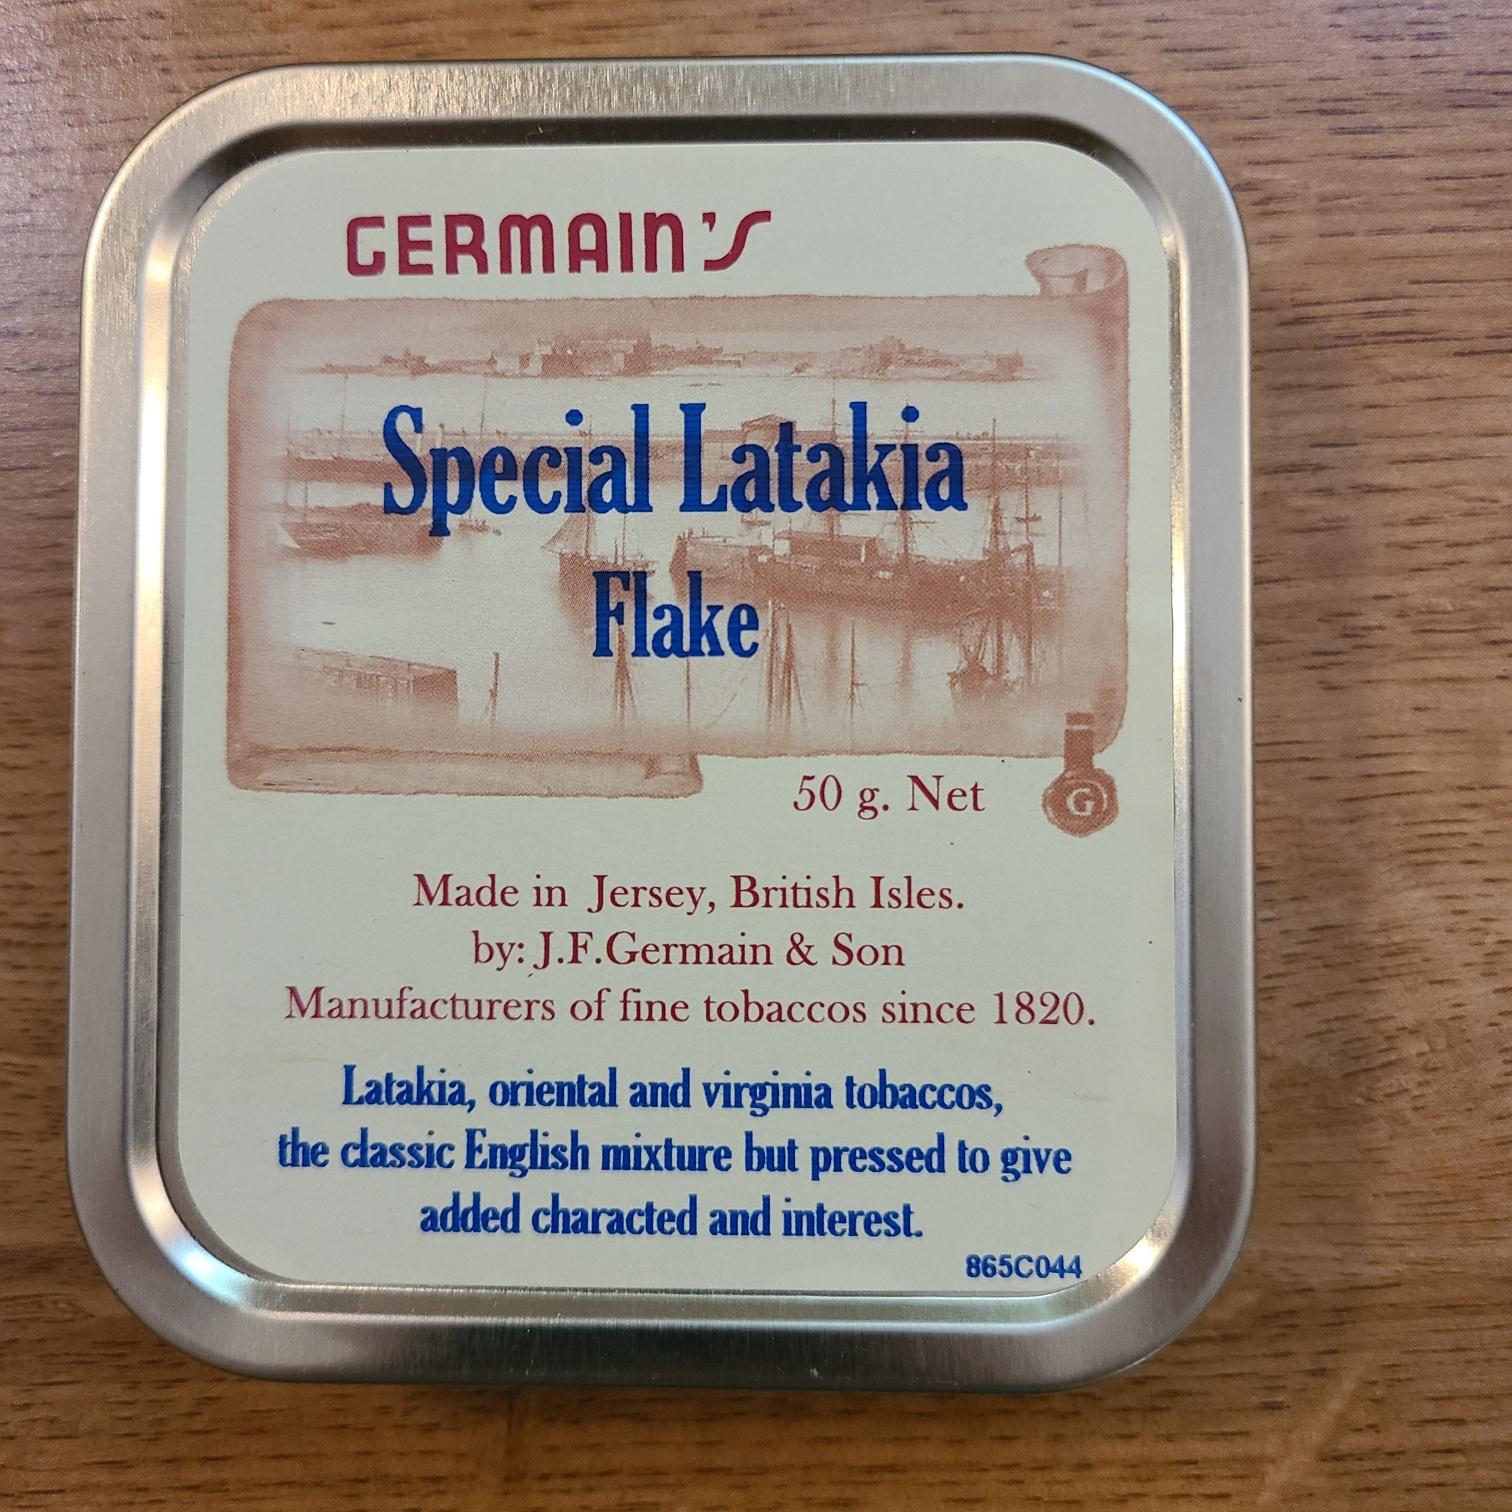 GERMAIN'S
Special Latakia
Flake
50 g. Net
G
Made in Jersey, British Isles.
by: J.F.Germain & Son
Manufacturers of fine tobaccos since 1820.
Latakia, oriental and virginia tobaccos,
the classic English mixture but pressed to give
added characted and interest.
865C044